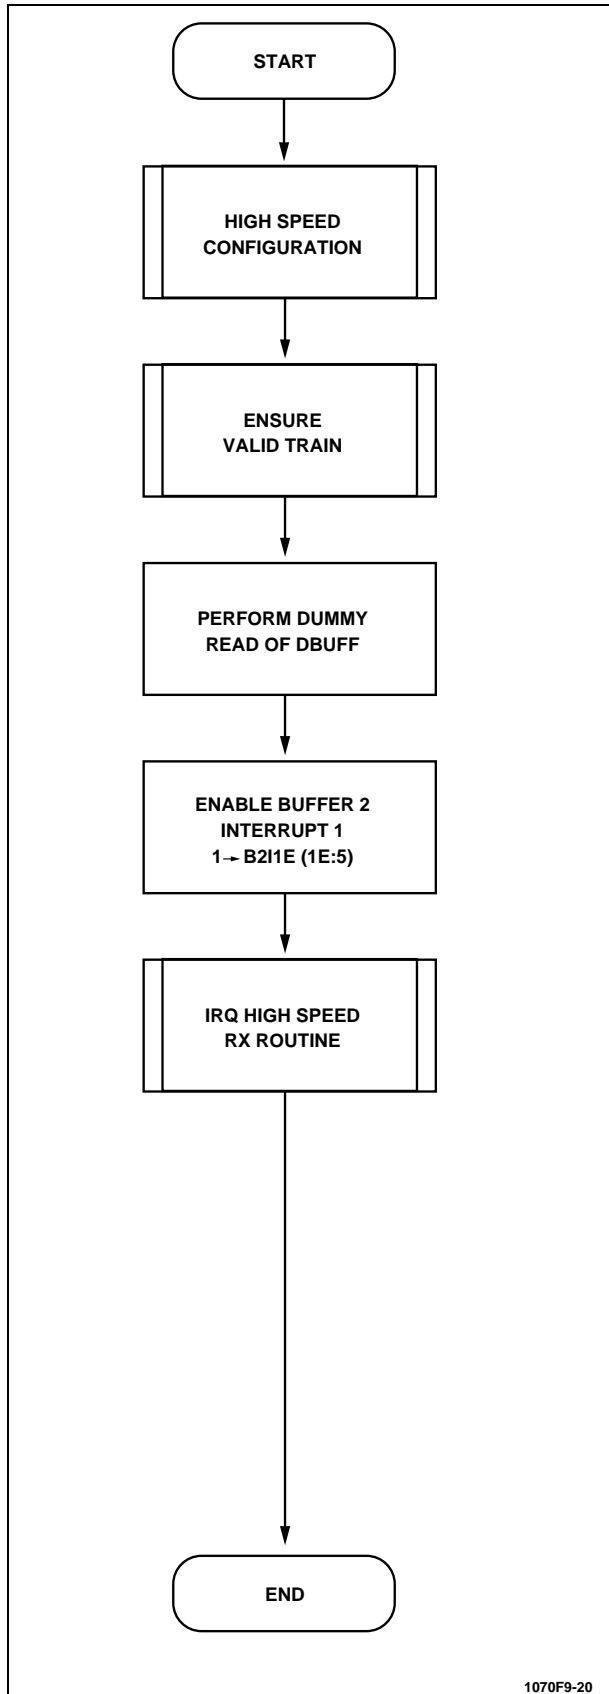 START
HIGH SPEED
CONFIGURATION
ENSURE
VALID TRAIN
PERFORM DUMMY
READ OF DBUFF
ENABLE BUFFER 2
INTERRUPT 1
1→ B2I1E (1E:5)
IRQ HIGH SPEED
RX ROUTINE
END
1070F9-20